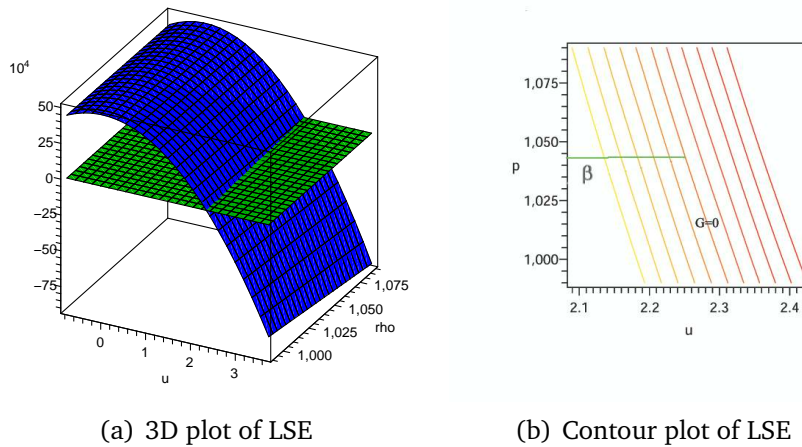 10⁴
50
25
0
−25
−50
−75
0
1
2
3
u
1,000
1,025
1,050
1,075
rho
(a) 3D plot of LSE
1,075
1,050
p
1,025
1,000
β
G=0
2.1
2.2
2.3
2.4
u
(b) Contour plot of LSE